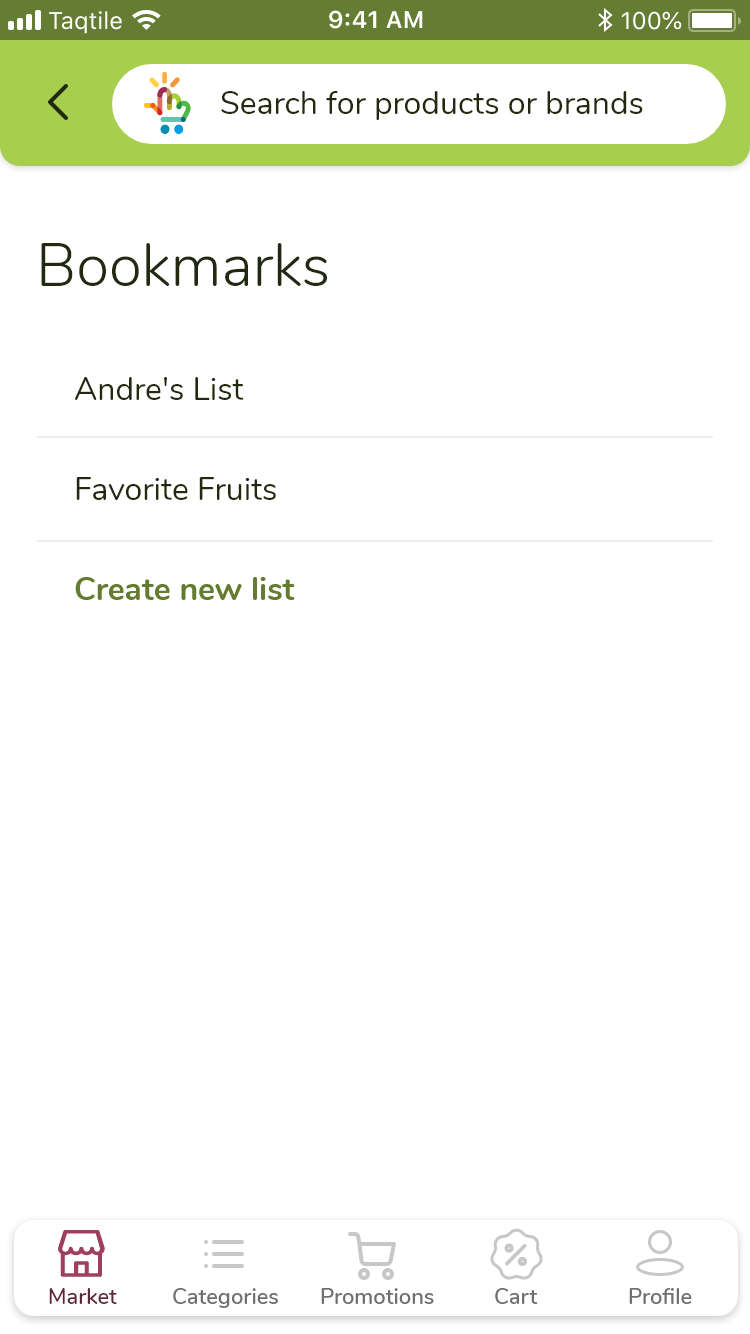 Taqtile 9:41 AM 100%
Search for products or brands
Bookmarks
Andre's List
Favorite Fruits
Create new list
Market Categories Promotions Cart Profile